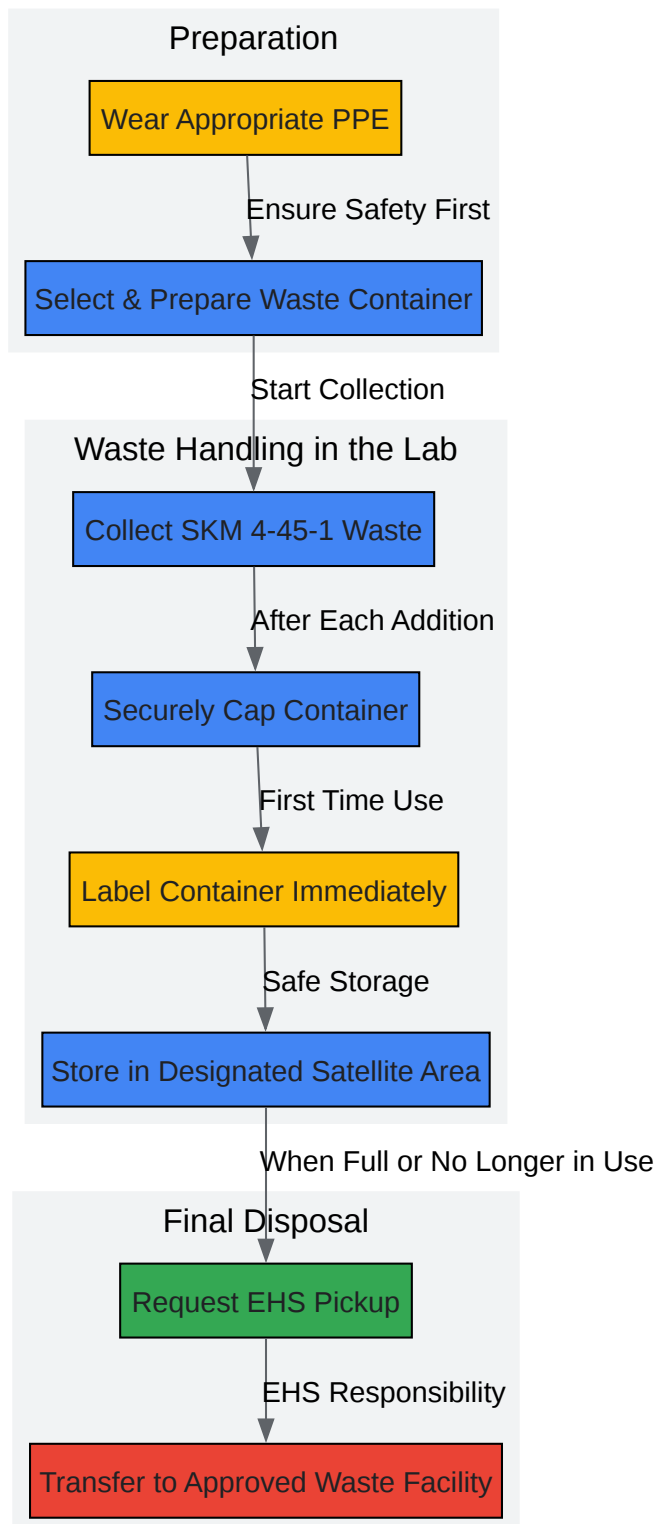 Preparation
Wear Appropriate PPE
Ensure Safety First
Select & Prepare Waste Container
Start Collection
Waste Handling in the Lab
Collect SKM 4-45-1 Waste
After Each Addition
Securely Cap Container
First Time Use
Label Container Immediately
Safe Storage
Store in Designated Satellite Area
When Full or No Longer in Use
Final Disposal
Request EHS Pickup
EHS Responsibility
Transfer to Approved Waste Facility